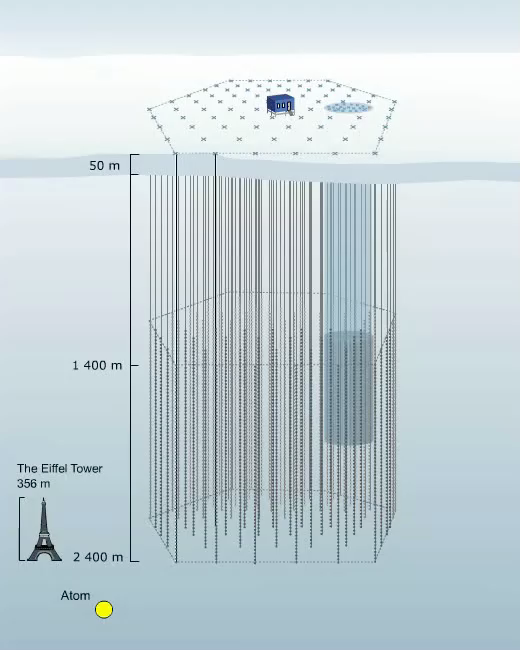 50 m
1 400 m
The Eiffel Tower
356 m
2 400 m
Atom